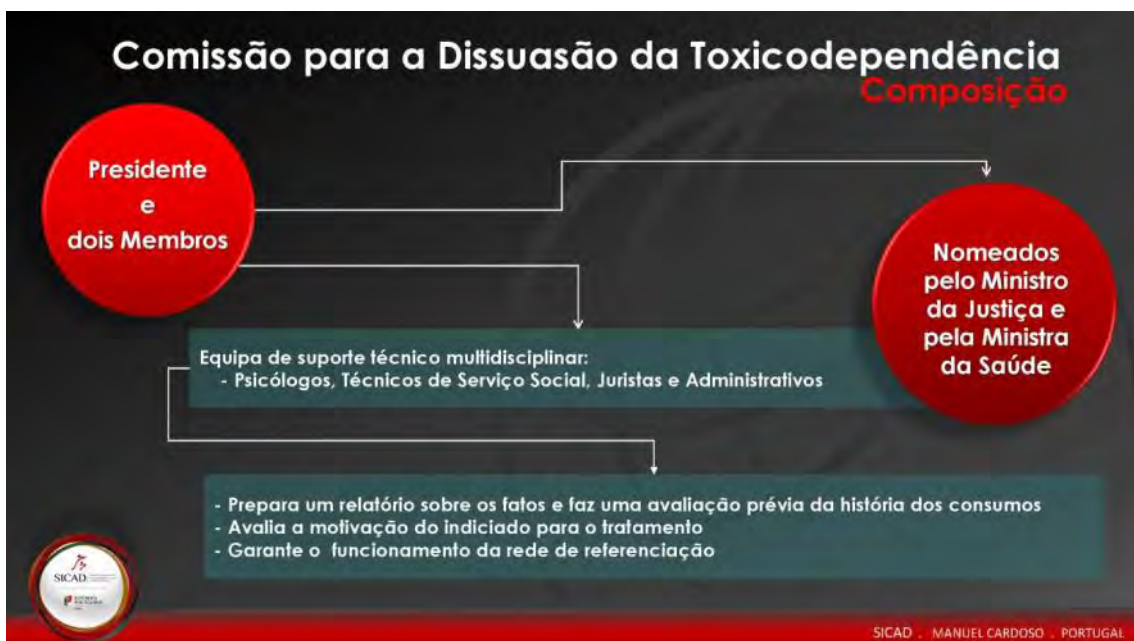 Comissão para a Dissuasão da Toxicodependência
Composição
Presidente
e
dois Membros
Nomeados
pelo Ministro
da Justiça e
pela Ministra
da Saúde
Equipa de suporte técnico multidisciplinar:
- Psicólogos, Técnicos de Serviço Social, Juristas e Administrativos
- Prepara um relatório sobre os fatos e faz uma avaliação prévia da história dos consumos
- Avalia a motivação do indiciado para o tratamento
- Garante o funcionamento da rede de referenciação
SICAD
SICAD . MANUEL CARDOSO . PORTUGAL